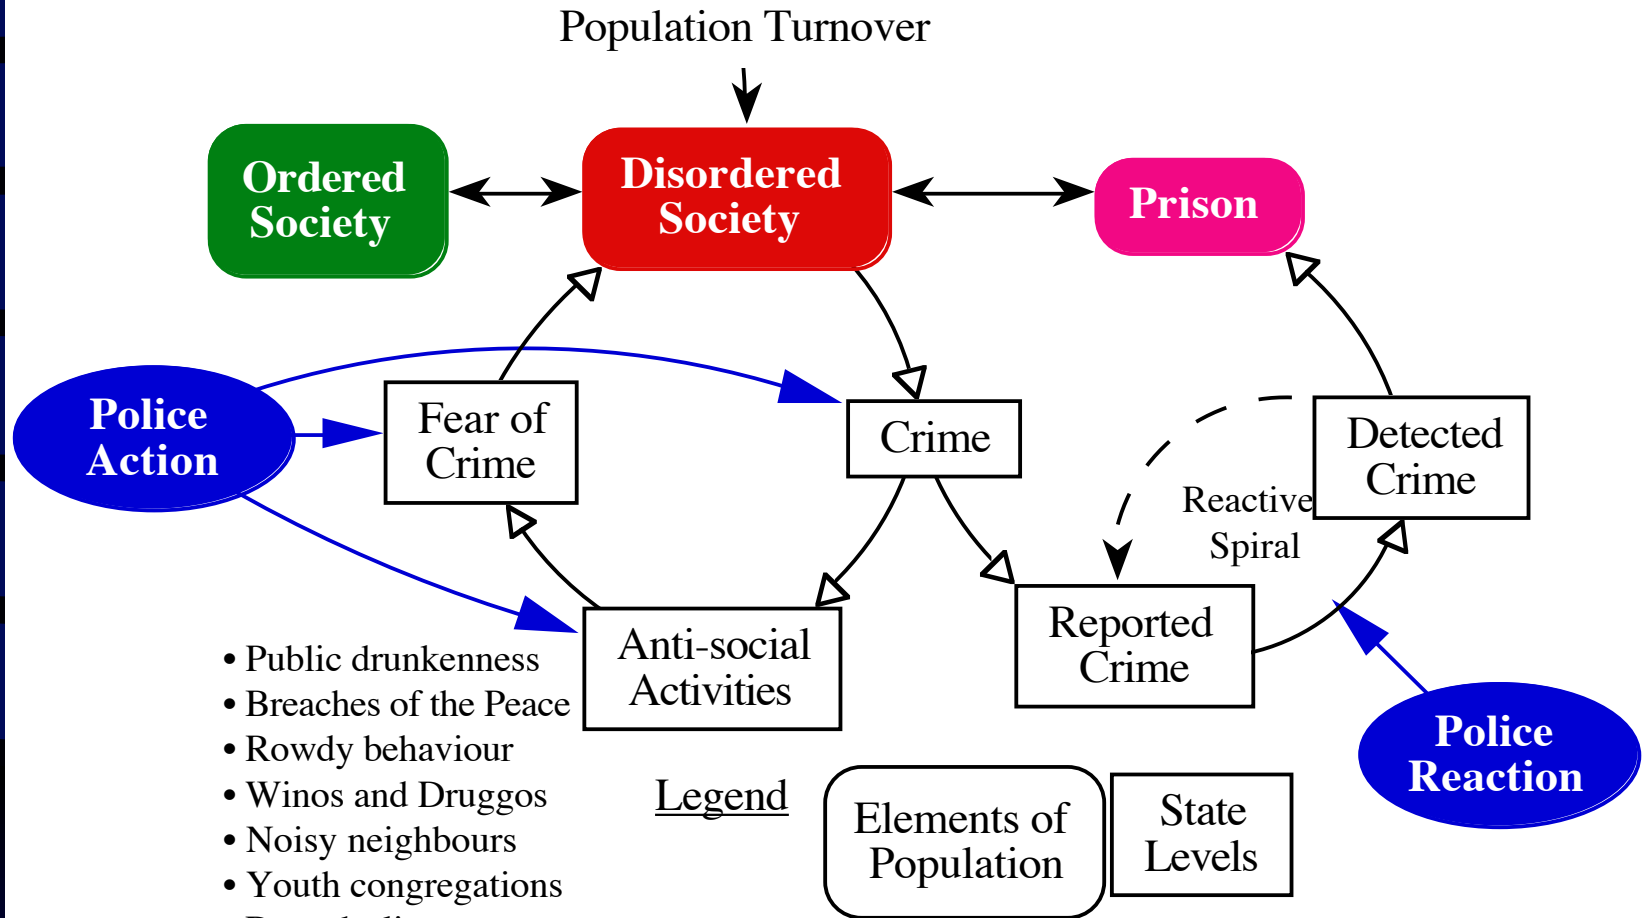 Population Turnover
Ordered
Society
Disordered
Society
Prison
Police
Action
Fear of
Crime
Crime
Detected
Crime
Reactive
Spiral
Anti-social
Activities
Reported
Crime
Police
Reaction
• Public drunkenness
• Breaches of the Peace
• Rowdy behaviour
• Winos and Druggos
• Noisy neighbours
• Youth congregations
Legend
Elements of
Population
State
Levels